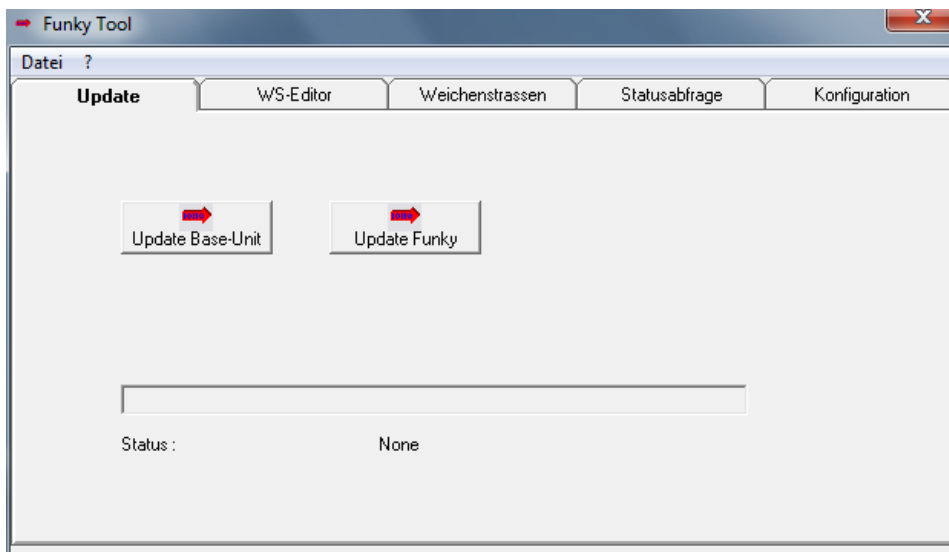 Funky Tool
Datei ?
Update WS-Editor Weichenstrassen Statusabfrage Konfiguration
Update Base-Unit Update Funky
Status : None